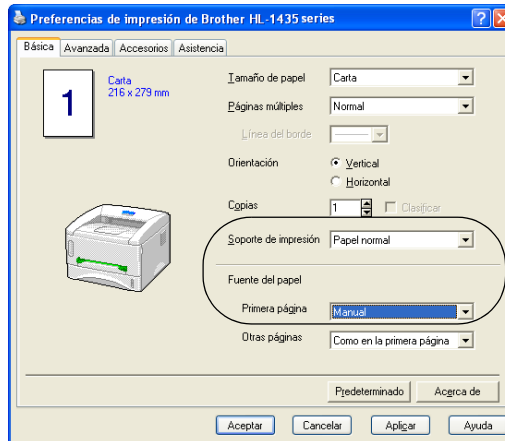 Preferencias de impresión de Brother HL-1435 series
Básica Avanzada Accesorios Asistencia
1
Carta
216 x 279 mm
Tamaño de papel Carta
Páginas múltiples Normal
Línea del borde
Orientación Vertical
Horizontal
Copias 1 Clasificar
Soporte de impresión Papel normal
Fuente del papel
Primera página Manual
Otras páginas Como en la primera página
Predeterminado Acerca de
Aceptar Cancelar Aplicar Ayuda